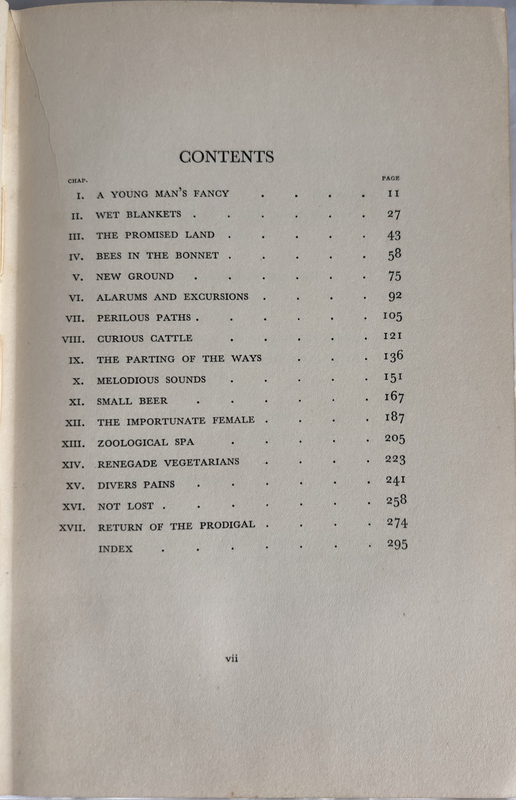 CONTENTS
CHAP. PAGE
I. A YOUNG MAN'S FANCY . . . . 11
II. WET BLANKETS . . . . . . 27
III. THE PROMISED LAND . . . . . 43
IV. BEES IN THE BONNET . . . . . 58
V. NEW GROUND . . . . . . 75
VI. ALARUMS AND EXCURSIONS . . . . 92
VII. PERILOUS PATHS . . . . . . 105
VIII. CURIOUS CATTLE . . . . . 121
IX. THE PARTING OF THE WAYS . . . 136
X. MELODIOUS SOUNDS . . . . . 151
XI. SMALL BEER . . . . . . 167
XII. THE IMPORTUNATE FEMALE . . . . 187
XIII. ZOOLOGICAL SPA . . . . . 205
XIV. RENEGADE VEGETARIANS . . . . 223
XV. DIVERS PAINS . . . . . . 241
XVI. NOT LOST . . . . . . . 258
XVII. RETURN OF THE PRODIGAL . . . . 274
INDEX . . . . . . . 295
vii